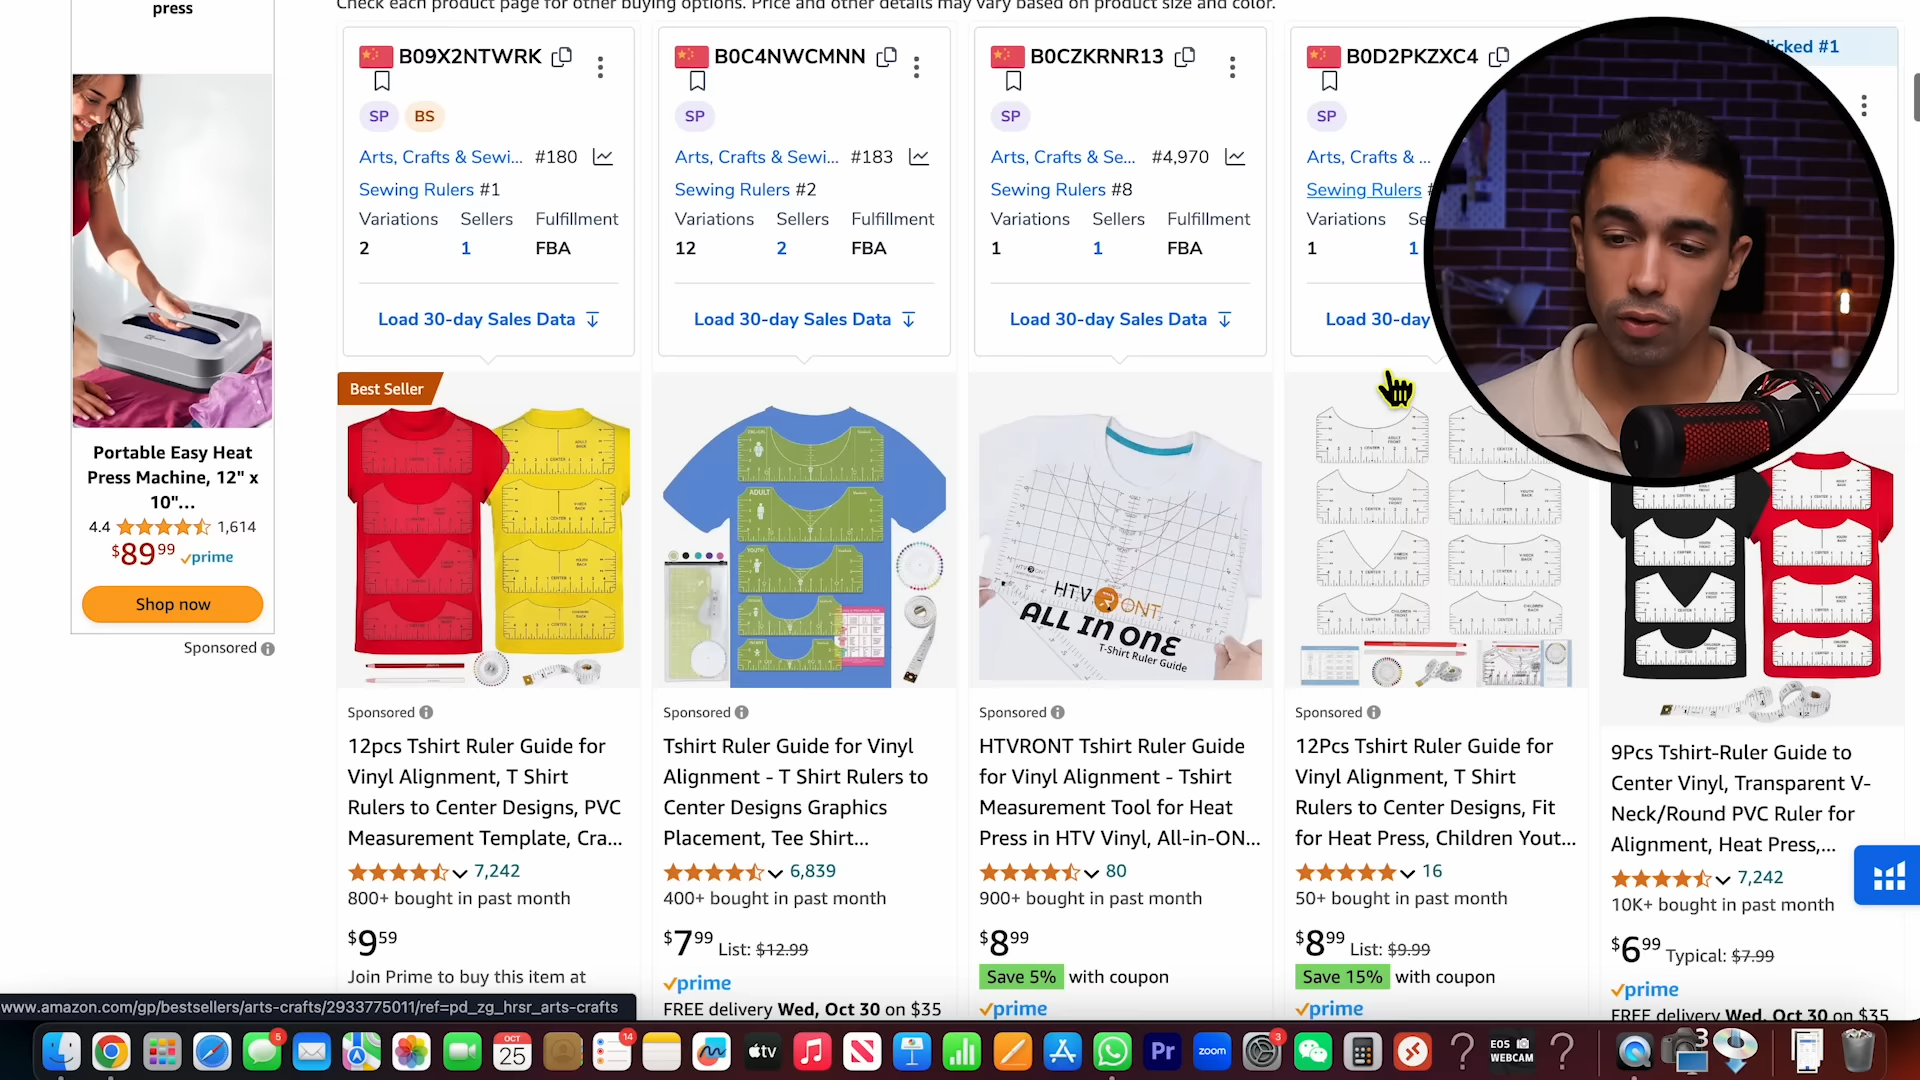 press
Check each product page for other buying options. Price and other details may vary based on product size and color.
B09X2NTWRK
SP BS
Arts, Crafts & Sewi... #180
Sewing Rulers #1
Variations Sellers Fulfillment
2 1 FBA
Load 30-day Sales Data
B0C4NWCMNN
SP
Arts, Crafts & Sewi... #183
Sewing Rulers #2
Variations Sellers Fulfillment
12 2 FBA
Load 30-day Sales Data
B0CZKRNR13
SP
Arts, Crafts & Se... #4,970
Sewing Rulers #8
Variations Sellers Fulfillment
1 1 FBA
Load 30-day Sales Data
B0D2PKZXC4
SP
Arts, Crafts & ...
Sewing Rulers #
Variations Se
1 1
Load 30-day
icked #1
Portable Easy Heat
Press Machine, 12" x
10"...
4.4 1,614
$89.99 prime
Shop now
Sponsored
Best Seller
HTVRONT
ALL IN ONE
T-Shirt Ruler Guide
Sponsored
12pcs Tshirt Ruler Guide for
Vinyl Alignment, T Shirt
Rulers to Center Designs, PVC
Measurement Template, Cra...
7,242
800+ bought in past month
$9.59
Join Prime to buy this item at
Sponsored
Tshirt Ruler Guide for Vinyl
Alignment - T Shirt Rulers to
Center Designs Graphics
Placement, Tee Shirt...
6,839
400+ bought in past month
$7.99 List: $12.99
prime
FREE delivery Wed, Oct 30 on $35
Sponsored
HTVRONT Tshirt Ruler Guide
for Vinyl Alignment - Tshirt
Measurement Tool for Heat
Press in HTV Vinyl, All-in-ON...
80
900+ bought in past month
$8.99
Save 5% with coupon
prime
Sponsored
12Pcs Tshirt Ruler Guide for
Vinyl Alignment, T Shirt
Rulers to Center Designs, Fit
for Heat Press, Children Yout...
16
50+ bought in past month
$8.99 List: $9.99
Save 15% with coupon
prime
9Pcs Tshirt-Ruler Guide to
Center Vinyl, Transparent V-
Neck/Round PVC Ruler for
Alignment, Heat Press,...
7,242
10K+ bought in past month
$6.99 Typical: $7.99
prime
FREE delivery Wed, Oct 30 on $35
www.amazon.com/gp/bestsellers/arts-crafts/2933775011/ref=pd_zg_hrsr_arts-crafts
5
OCT
25
14
tv
Pr
zoom
3
EOS
WEBCAM
3